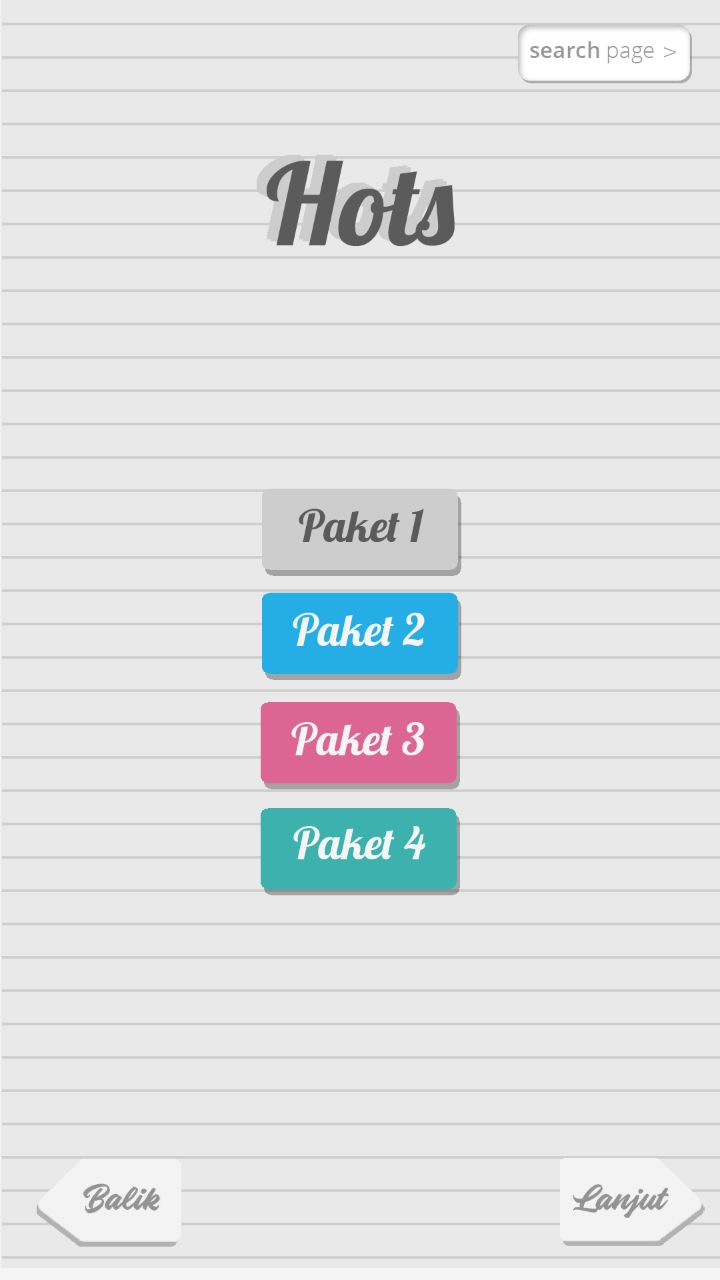 search page >
Hots
Paket 1
Paket 2
Paket 3
Paket 4
Balik
Lanjut